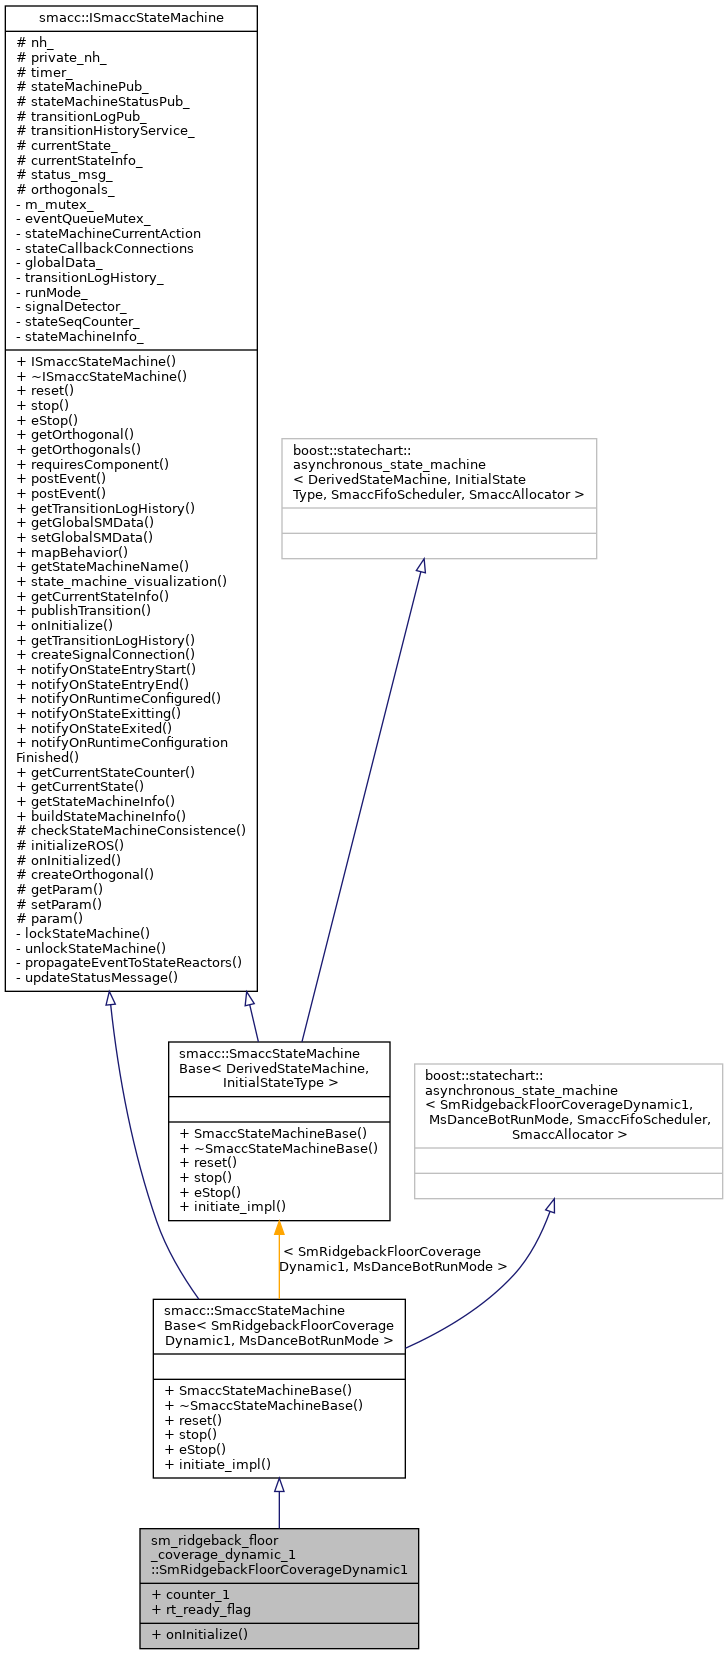 smacc::ISmaccStateMachine
# nh_
# private_nh_
# timer_
# stateMachinePub_
# stateMachineStatusPub_
# transitionLogPub_
# transitionHistoryService_
# currentState_
# currentStateInfo_
# status_msg_
# orthogonals_
- m_mutex_
- eventQueueMutex_
- stateMachineCurrentAction
- stateCallbackConnections
- globalData_
- transitionLogHistory_
- runMode_
- signalDetector_
- stateSeqCounter_
- stateMachineInfo_
+ ISmaccStateMachine()
+ ~ISmaccStateMachine()
+ reset()
+ stop()
+ eStop()
+ getOrthogonal()
+ getOrthogonals()
+ requiresComponent()
+ postEvent()
+ postEvent()
+ getTransitionLogHistory()
+ getGlobalSMData()
+ setGlobalSMData()
+ mapBehavior()
+ getStateMachineName()
+ state_machine_visualization()
+ getCurrentStateInfo()
+ publishTransition()
+ onInitialize()
+ getTransitionLogHistory()
+ createSignalConnection()
+ notifyOnStateEntryStart()
+ notifyOnStateEntryEnd()
+ notifyOnRuntimeConfigured()
+ notifyOnStateExitting()
+ notifyOnStateExited()
+ notifyOnRuntimeConfiguration
Finished()
+ getCurrentStateCounter()
+ getCurrentState()
+ getStateMachineInfo()
+ buildStateMachineInfo()
# checkStateMachineConsistence()
# initializeROS()
# onInitialized()
# createOrthogonal()
# getParam()
# setParam()
# param()
- lockStateMachine()
- unlockStateMachine()
- propagateEventToStateReactors()
- updateStatusMessage()
boost::statechart::
asynchronous_state_machine
< DerivedStateMachine, InitialState
Type, SmaccFifoScheduler, SmaccAllocator >
smacc::SmaccStateMachine
Base< DerivedStateMachine,
InitialStateType >
+ SmaccStateMachineBase()
+ ~SmaccStateMachineBase()
+ reset()
+ stop()
+ eStop()
+ initiate_impl()
boost::statechart::
asynchronous_state_machine
< SmRidgebackFloorCoverageDynamic1,
MsDanceBotRunMode, SmaccFifoScheduler,
SmaccAllocator >
< SmRidgebackFloorCoverage
Dynamic1, MsDanceBotRunMode >
smacc::SmaccStateMachine
Base< SmRidgebackFloorCoverage
Dynamic1, MsDanceBotRunMode >
+ SmaccStateMachineBase()
+ ~SmaccStateMachineBase()
+ reset()
+ stop()
+ eStop()
+ initiate_impl()
sm_ridgeback_floor
_coverage_dynamic_1
::SmRidgebackFloorCoverageDynamic1
+ counter_1
+ rt_ready_flag
+ onInitialize()